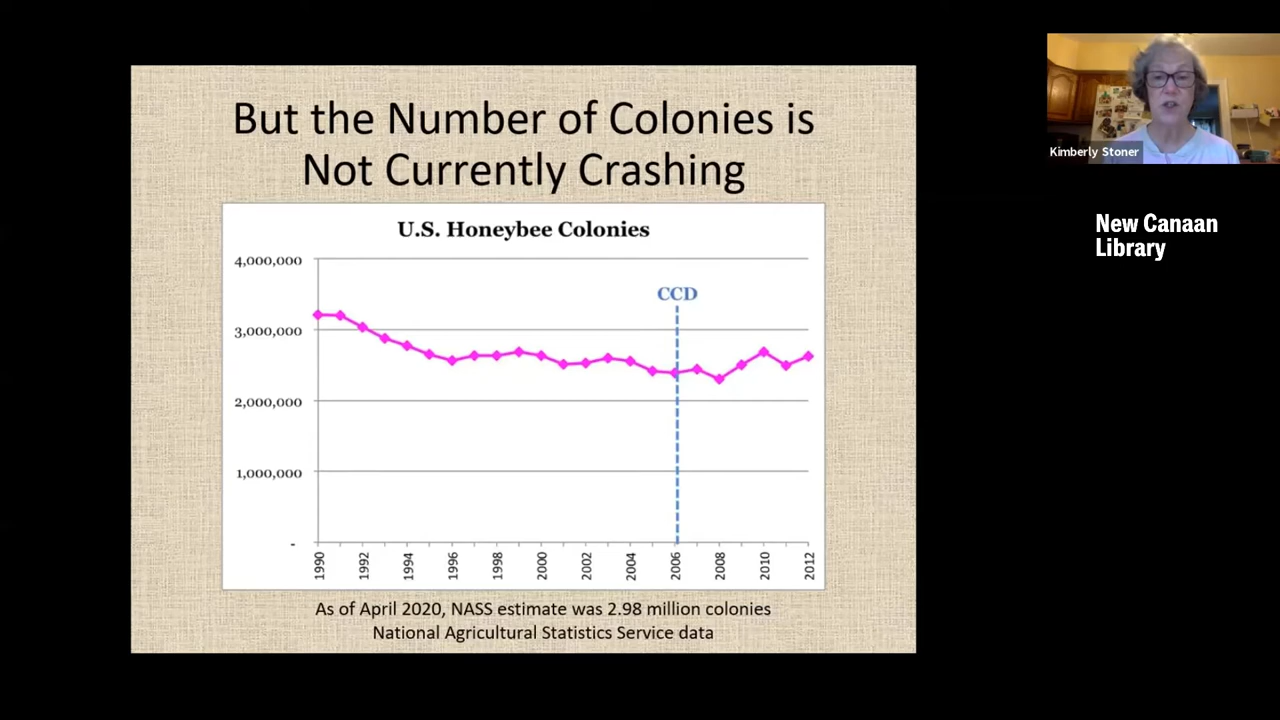 But the Number of Colonies is
Not Currently Crashing
U.S. Honeybee Colonies
4,000,000
3,000,000
2,000,000
1,000,000
-
CCD
1990
1992
1994
1996
1998
2000
2002
2004
2006
2008
2010
2012
As of April 2020, NASS estimate was 2.98 million colonies
National Agricultural Statistics Service data
Kimberly Stoner
New Canaan
Library